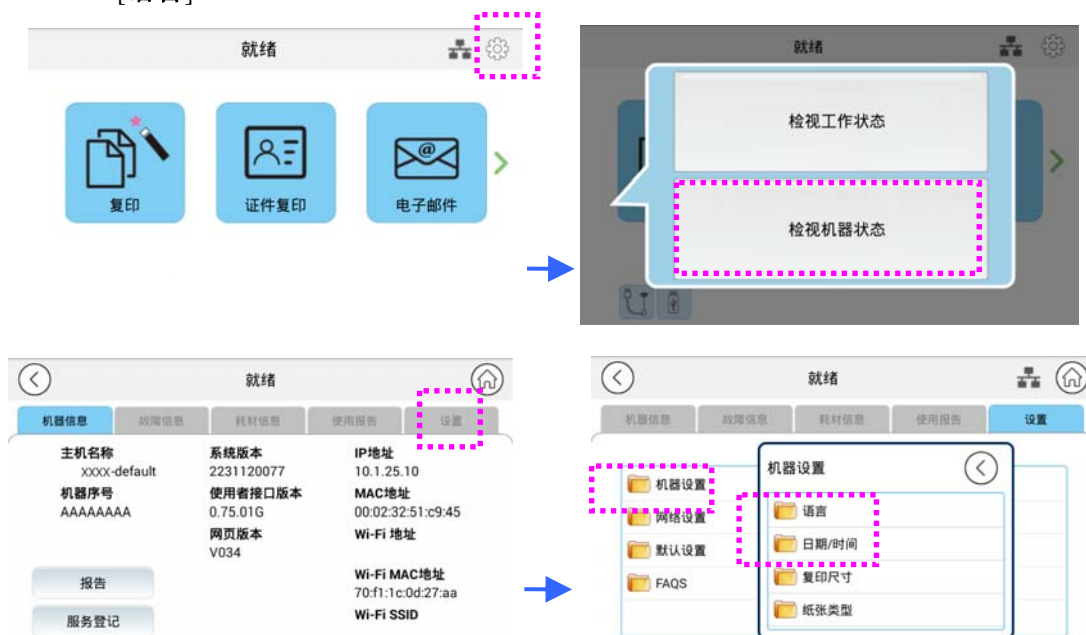 [语言]
就绪
复印
证件复印
电子邮件
就绪
检视工作状态
检视机器状态
就绪
机器信息
故障信息
耗材信息
使用报告
设置
主机名称
xxxx-default
机器序号
AAAAAAAA
系统版本
2231120077
使用者接口版本
0.75.01G
网页版本
V034
IP地址
10.1.25.10
MAC地址
00:02:32:51:c9:45
Wi-Fi 地址
Wi-Fi MAC地址
70:f1:1c:0d:27:aa
Wi-Fi SSID
报告
服务登记
就绪
机器信息
故障信息
耗材信息
使用报告
设置
机器设置
网络设置
默认设置
FAQS
机器设置
语言
日期/时间
复印尺寸
纸张类型